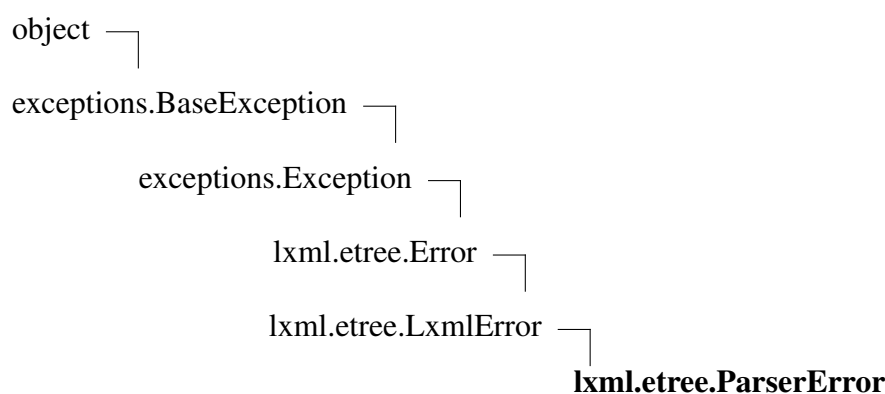 object
exceptions.BaseException
exceptions.Exception
lxml.etree.Error
lxml.etree.LxmlError
lxml.etree.ParserError